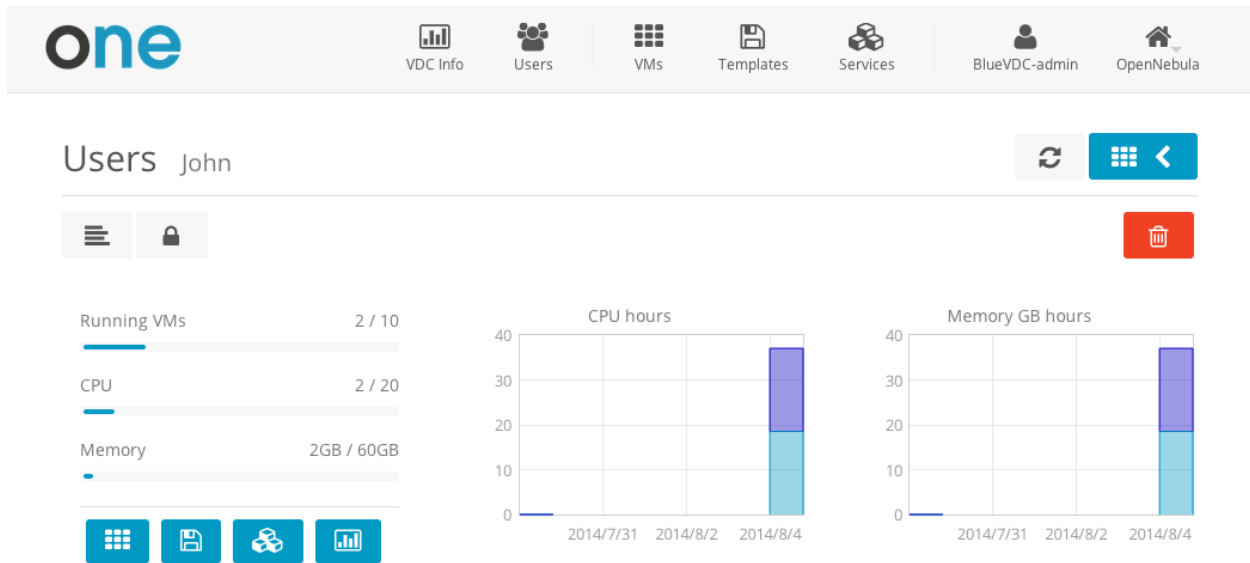 one
VDC Info Users VMs Templates Services BlueVDC-admin OpenNebula
Users John
Running VMs 2 / 10
CPU 2 / 20
Memory 2GB / 60GB
CPU hours
40
30
20
10
0
2014/7/31 2014/8/2 2014/8/4
Memory GB hours
40
30
20
10
0
2014/7/31 2014/8/2 2014/8/4